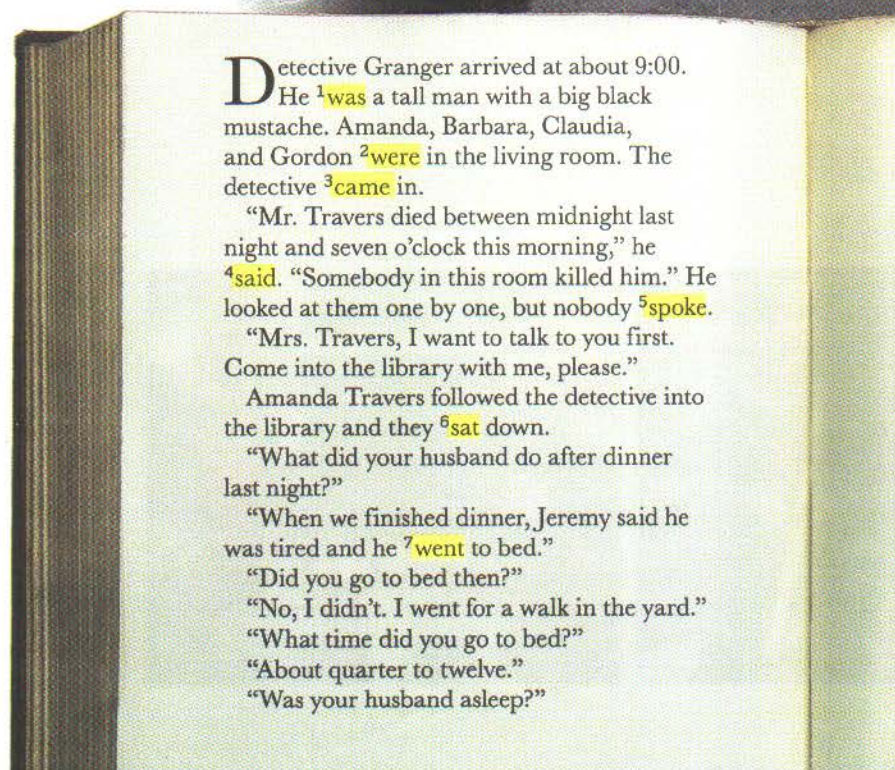 Detective Granger arrived at about 9:00.
He ¹was a tall man with a big black
mustache. Amanda, Barbara, Claudia,
and Gordon ²were in the living room. The
detective ³came in.
“Mr. Travers died between midnight last
night and seven o’clock this morning,” he
⁴said. “Somebody in this room killed him.” He
looked at them one by one, but nobody ⁵spoke.
“Mrs. Travers, I want to talk to you first.
Come into the library with me, please.”
Amanda Travers followed the detective into
the library and they ⁶sat down.
“What did your husband do after dinner
last night?”
“When we finished dinner, Jeremy said he
was tired and he ⁷went to bed.”
“Did you go to bed then?”
“No, I didn’t. I went for a walk in the yard.”
“What time did you go to bed?”
“About quarter to twelve.”
“Was your husband asleep?”